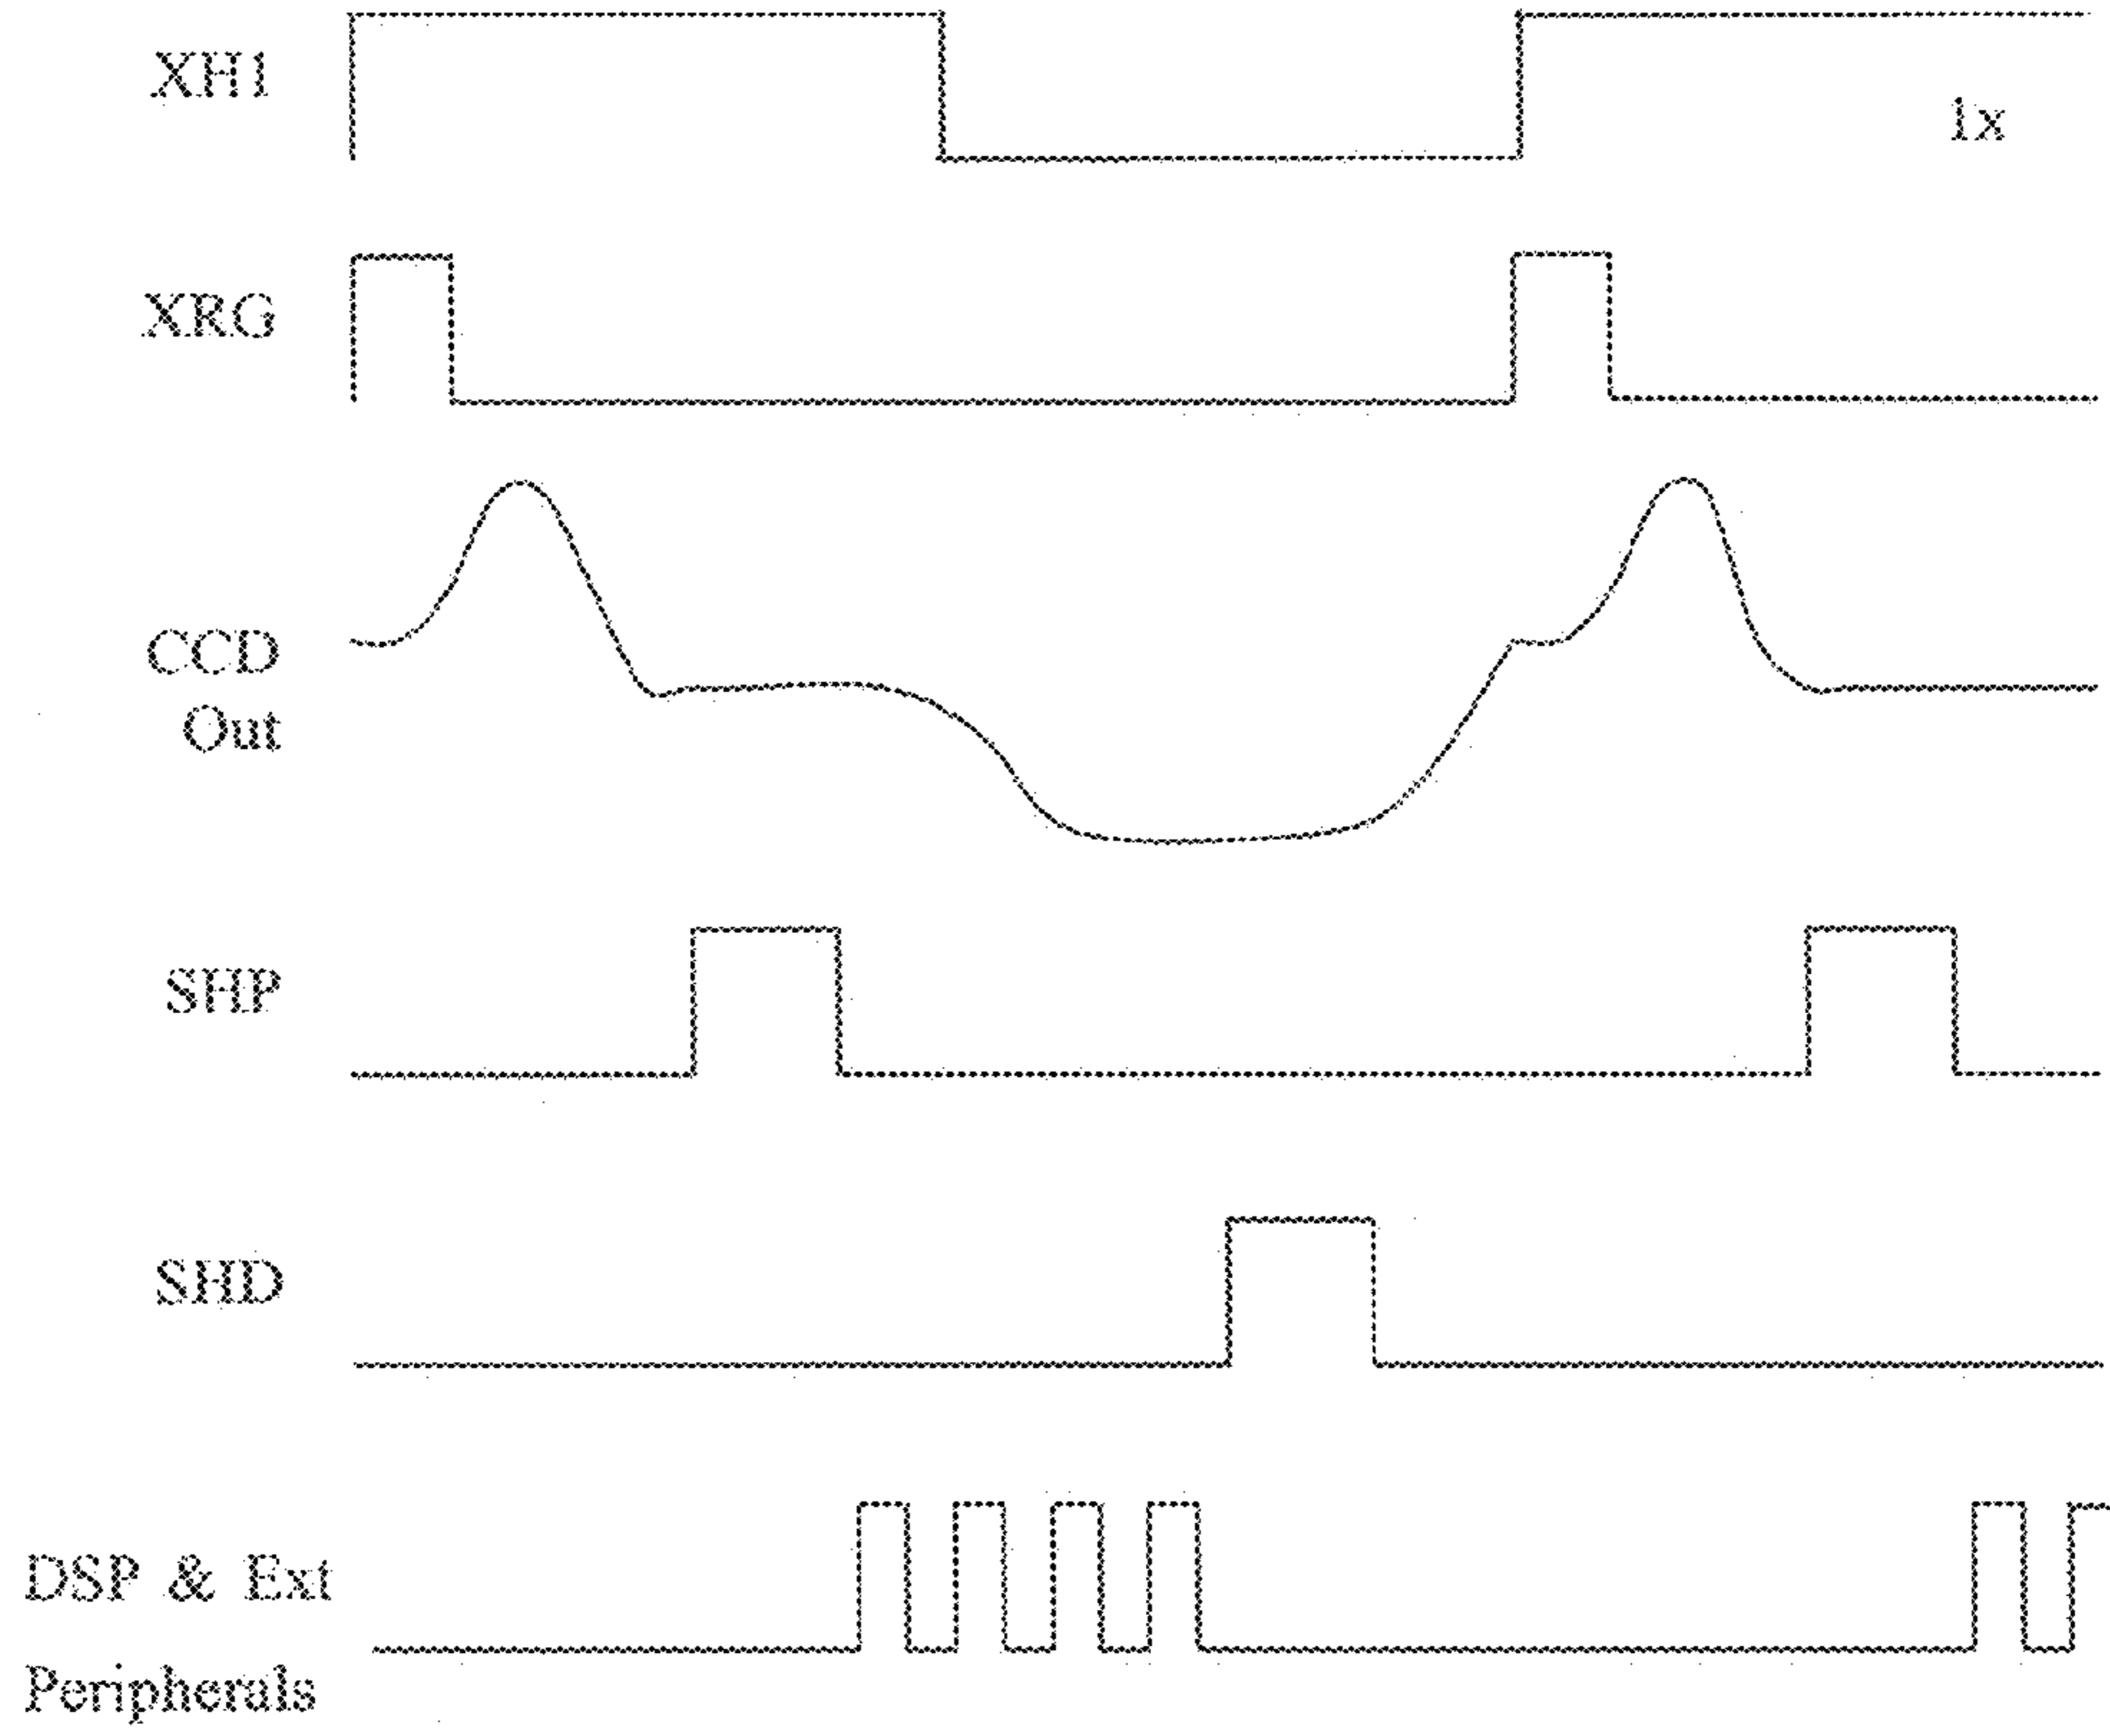 XH1
1x
XRG
CCD
Out
SHP
SHD
DSP & Ext
Peripherals